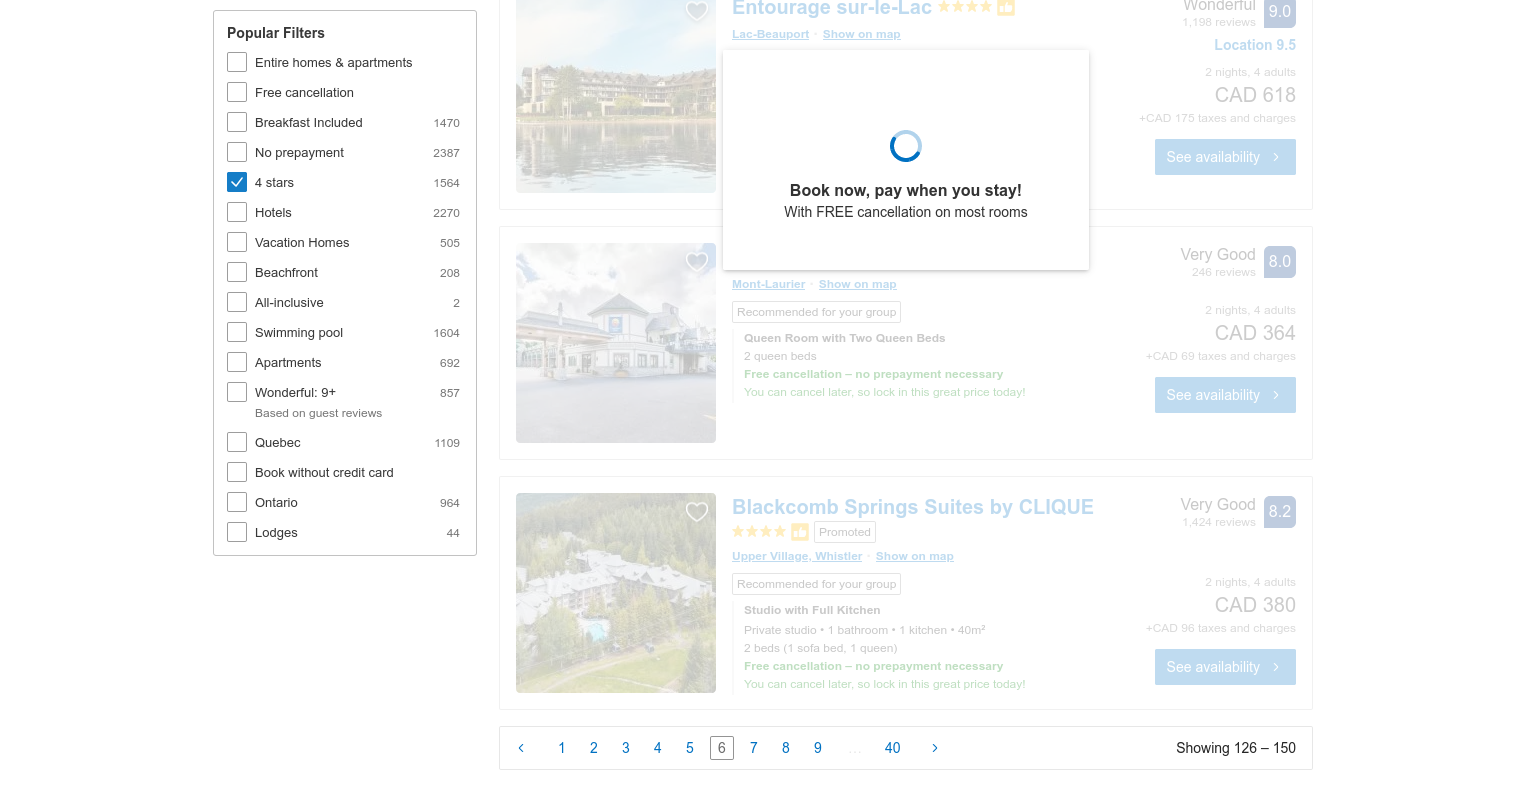 Popular Filters
Entire homes & apartments
Free cancellation
Breakfast Included 1470
No prepayment 2387
4 stars 1564
Hotels 2270
Vacation Homes 505
Beachfront 208
All-inclusive 2
Swimming pool 1604
Apartments 692
Wonderful: 9+ 857
Based on guest reviews
Quebec 1109
Book without credit card
Ontario 964
Lodges 44
Entourage sur-le-Lac
Wonderful 9.0
1,198 reviews
Lac-Beauport · Show on map
Location 9.5
2 nights, 4 adults
CAD 618
+CAD 175 taxes and charges
See availability
Book now, pay when you stay!
With FREE cancellation on most rooms
Very Good 8.0
246 reviews
Mont-Laurier · Show on map
Recommended for your group
Queen Room with Two Queen Beds
2 queen beds
Free cancellation – no prepayment necessary
You can cancel later, so lock in this great price today!
2 nights, 4 adults
CAD 364
+CAD 69 taxes and charges
See availability
Blackcomb Springs Suites by CLIQUE
Promoted
Very Good 8.2
1,424 reviews
Upper Village, Whistler · Show on map
Recommended for your group
Studio with Full Kitchen
Private studio • 1 bathroom • 1 kitchen • 40m²
2 beds (1 sofa bed, 1 queen)
Free cancellation – no prepayment necessary
You can cancel later, so lock in this great price today!
2 nights, 4 adults
CAD 380
+CAD 96 taxes and charges
See availability
1 2 3 4 5 6 7 8 9 … 40
Showing 126 – 150